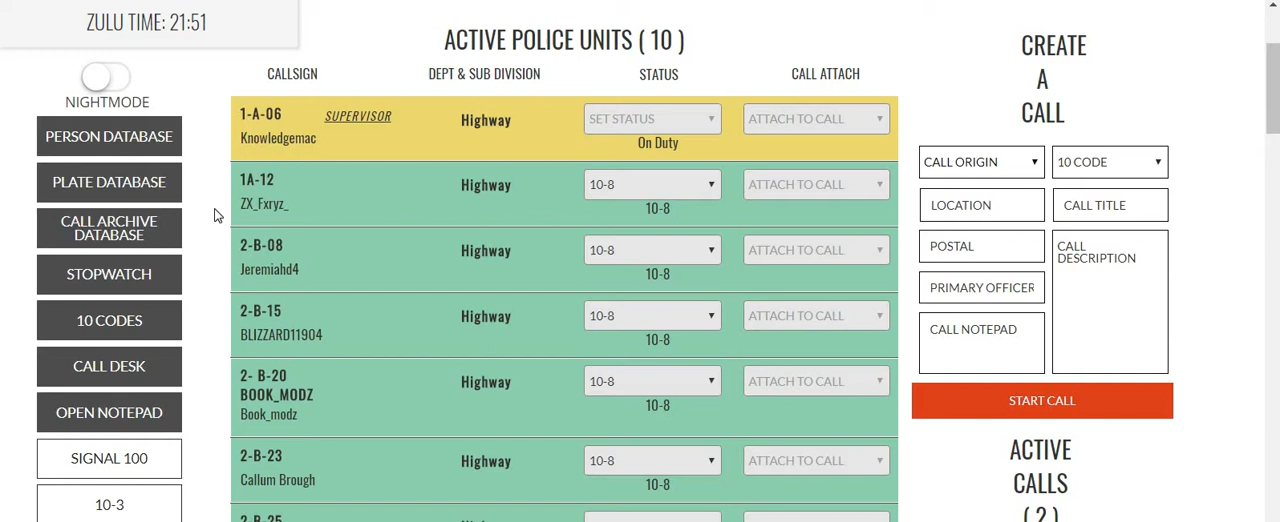 ZULU TIME: 21:51
NIGHTMODE
PERSON DATABASE
PLATE DATABASE
CALL ARCHIVE
DATABASE
STOPWATCH
10 CODES
CALL DESK
OPEN NOTEPAD
SIGNAL 100
10-3
ACTIVE POLICE UNITS ( 10 )
CALLSIGN DEPT & SUB DIVISION STATUS CALL ATTACH
1-A-06 SUPERVISOR Highway SET STATUS ATTACH TO CALL
Knowledgemac On Duty
1A-12 Highway 10-8 ATTACH TO CALL
ZX_Fxryz_ 10-8
2-B-08 Highway 10-8 ATTACH TO CALL
Jeremiahd4 10-8
2-B-15 Highway 10-8 ATTACH TO CALL
BLIZZARD11904 10-8
2- B-20 Highway 10-8 ATTACH TO CALL
BOOK_MODZ
Book_modz 10-8
2-B-23 Highway 10-8 ATTACH TO CALL
Callum Brough 10-8
2-B-25
CREATE
A
CALL
CALL ORIGIN 10 CODE
LOCATION CALL TITLE
POSTAL CALL
DESCRIPTION
PRIMARY OFFICER
CALL NOTEPAD
START CALL
ACTIVE
CALLS
( 2 )